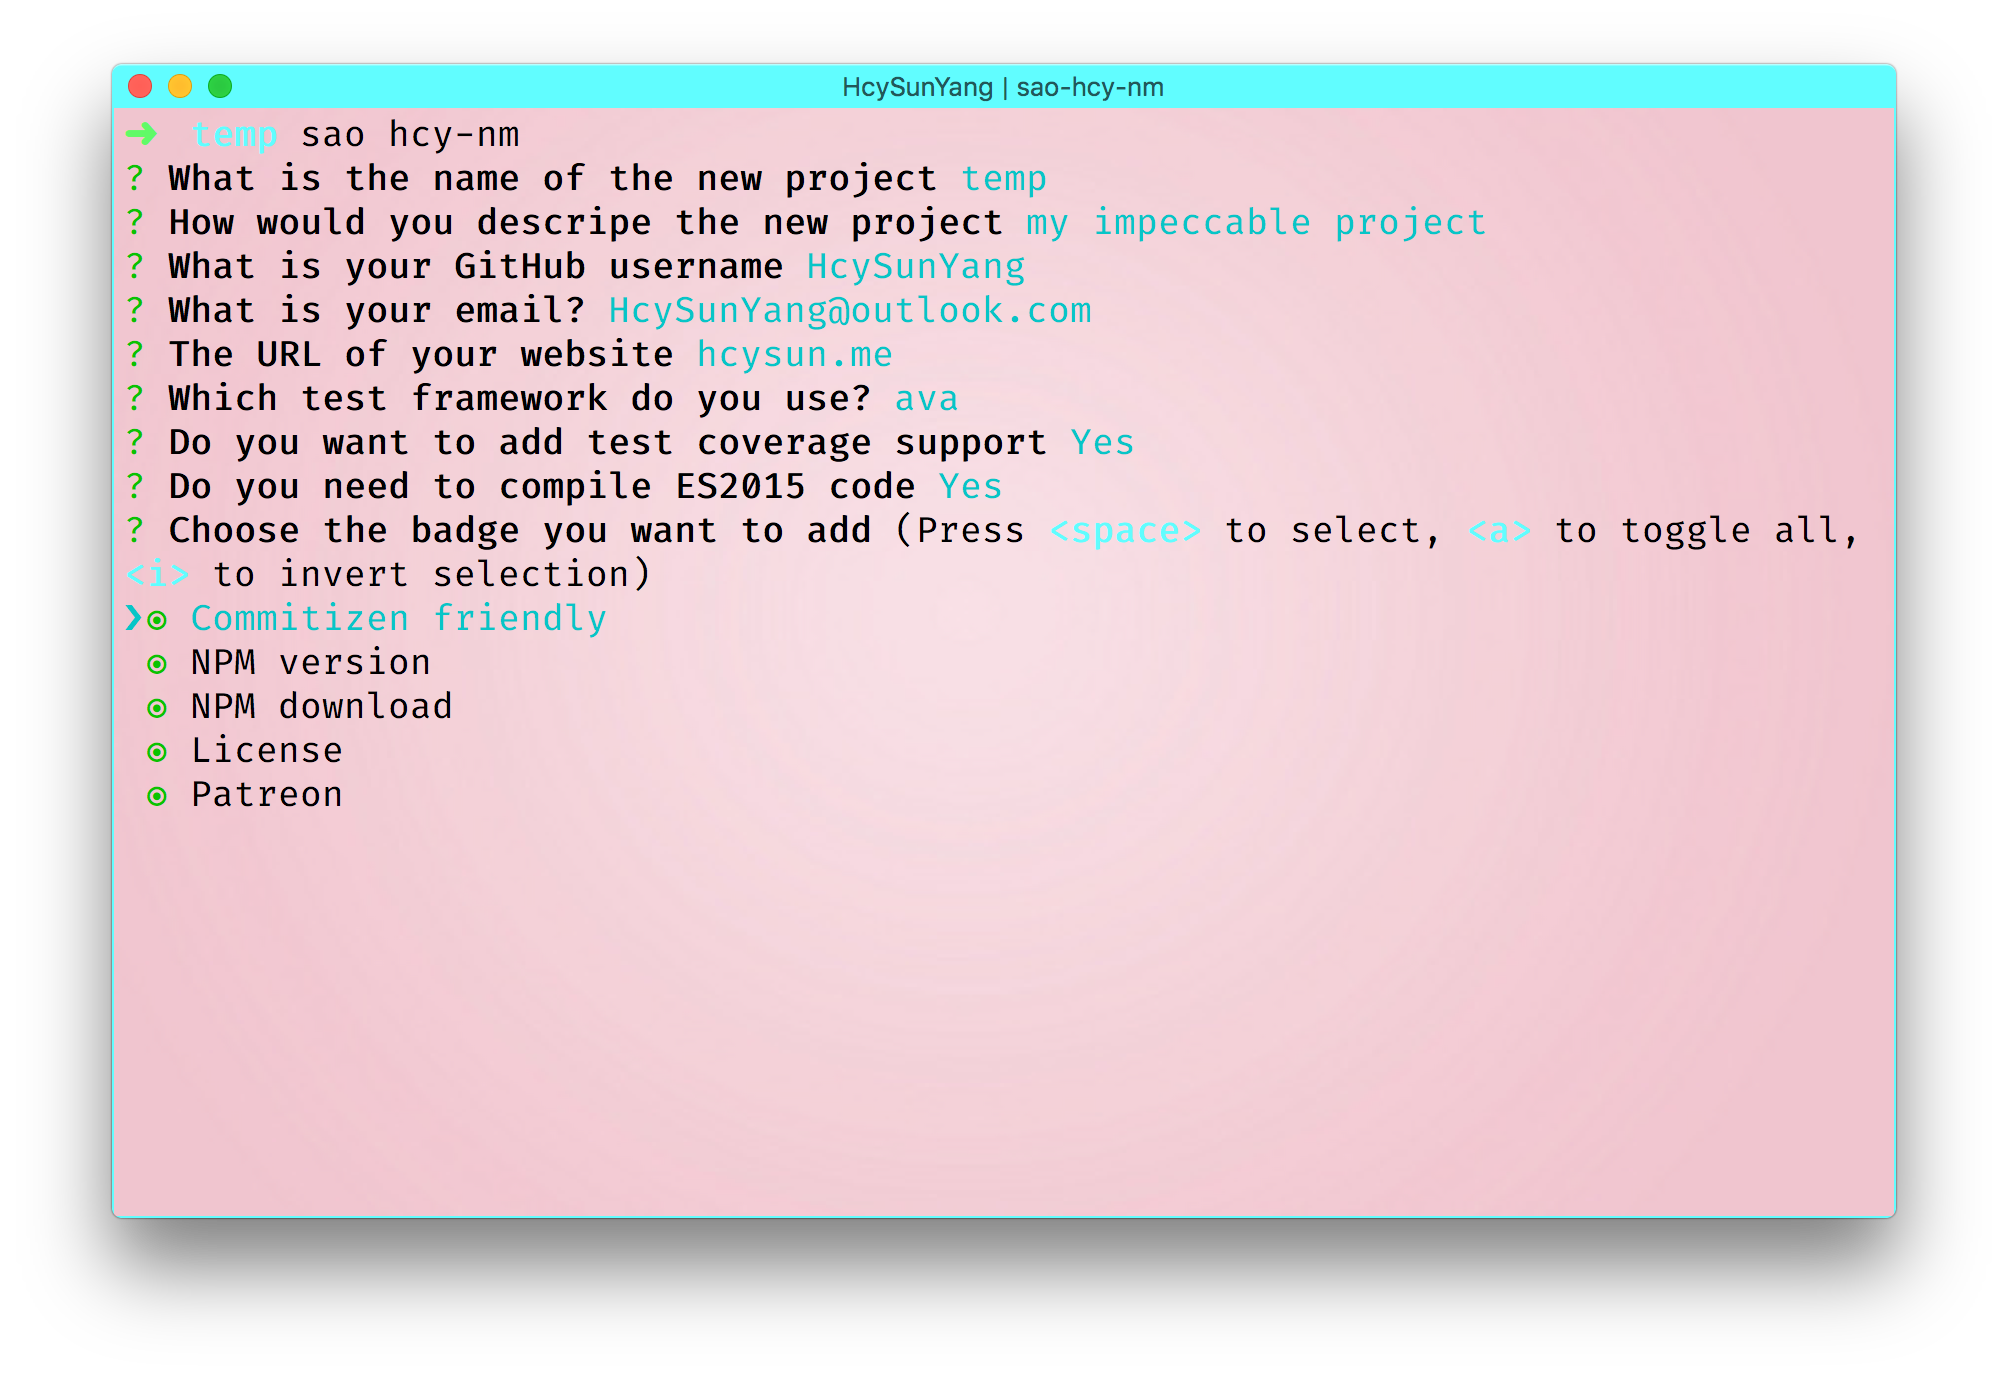 HcySunYang | sao-hcy-nm
➜ temp sao hcy-nm
? What is the name of the new project temp
? How would you descripe the new project my impeccable project
? What is your GitHub username HcySunYang
? What is your email? HcySunYang@outlook.com
? The URL of your website hcysun.me
? Which test framework do you use? ava
? Do you want to add test coverage support Yes
? Do you need to compile ES2015 code Yes
? Choose the badge you want to add (Press <space> to select, <a> to toggle all,
<i> to invert selection)
❯◉ Commitizen friendly
◉ NPM version
◉ NPM download
◉ License
◉ Patreon